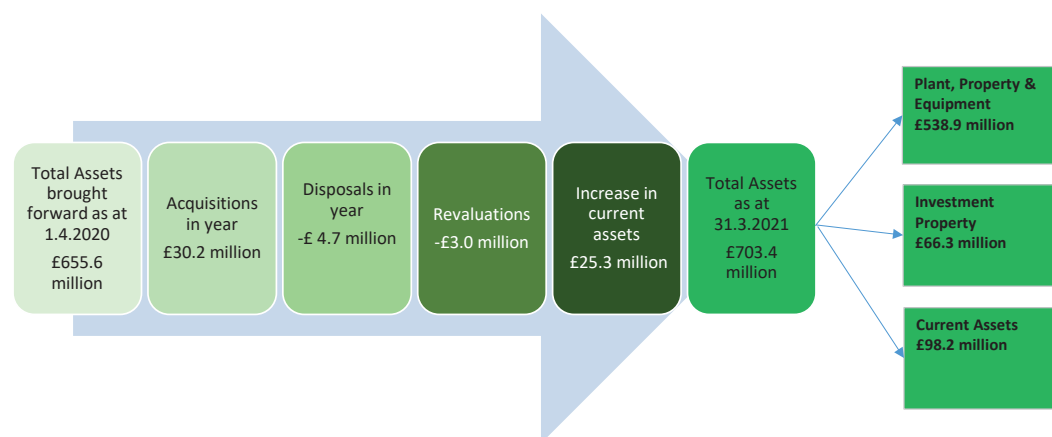 Total Assets
brought
forward as at
1.4.2020
£655.6
million
Acquisitions
in year
£30.2 million
Disposals in
year
-£ 4.7 million
Revaluations
-£3.0 million
Increase in
current
assets
£25.3 million
Total Assets
as at
31.3.2021
£703.4
million
Plant, Property &
Equipment
£538.9 million
Investment
Property
£66.3 million
Current Assets
£98.2 million